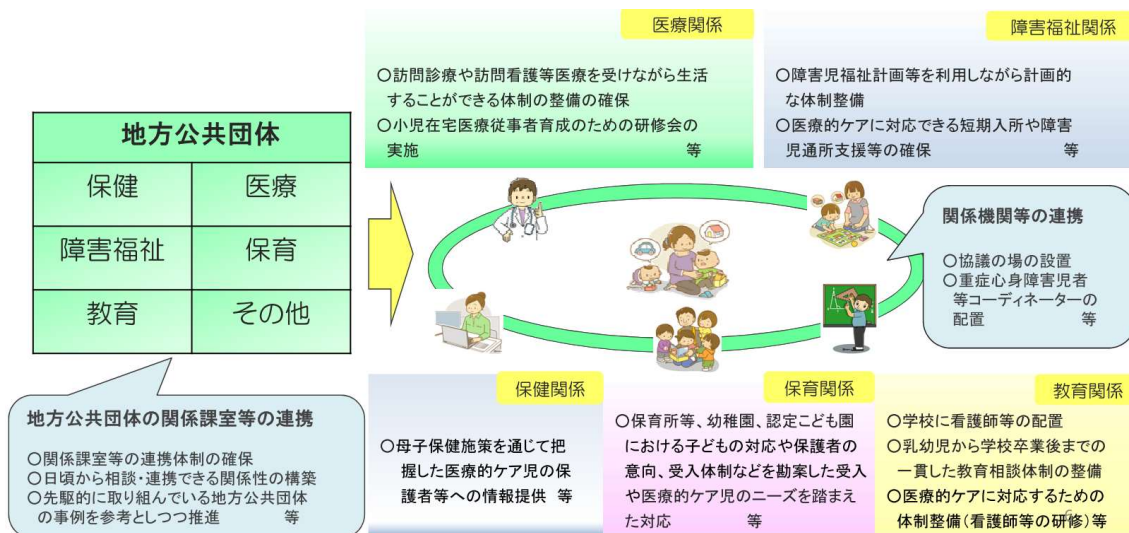 地方公共団体
保健
医療
障害福祉
保育
教育
その他
地方公共団体の関係課室等の連携
○関係課室等の連携体制の確保
○日頃から相談・連携できる関係性の構築
○先駆的に取り組んでいる地方公共団体
の事例を参考としつつ推進 等
医療関係
○訪問診療や訪問看護等医療を受けながら生活
することができる体制の整備の確保
○小児在宅医療従事者育成のための研修会の
実施 等
障害福祉関係
○障害児福祉計画等を利用しながら計画的
な体制整備
○医療的ケアに対応できる短期入所や障害
児通所支援等の確保 等
関係機関等の連携
○協議の場の設置
○重症心身障害児者
等コーディネーターの
配置 等
保健関係
○母子保健施策を通じて把
握した医療的ケア児の保
護者等への情報提供 等
保育関係
○保育所等、幼稚園、認定こども園
における子どもの対応や保護者の
意向、受入体制などを勘案した受入
や医療的ケア児のニーズを踏まえ
た対応 等
教育関係
○学校に看護師等の配置
○乳幼児から学校卒業後までの
一貫した教育相談体制の整備
○医療的ケアに対応するための
体制整備(看護師等の研修)等
6